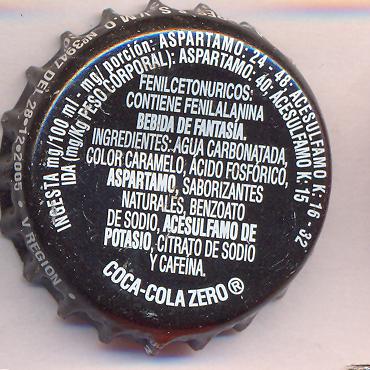 INGESTA mg/100 ml - mg/porción: ASPARTAMO: 24 - 48; ACESULFAMO K: 16 - 32
IDA (mg/Kg PESO CORPORAL): ASPARTAMO: 40; ACESULFAMO K: 15
FENILCETONURICOS:
CONTIENE FENILALANINA
BEBIDA DE FANTASÍA.
INGREDIENTES: AGUA CARBONATADA,
COLOR CARAMELO, ÁCIDO FOSFÓRICO,
ASPARTAMO, SABORIZANTES
NATURALES, BENZOATO
DE SODIO, ACESULFAMO DE
POTASIO, CITRATO DE SODIO
Y CAFEÍNA.
COCA-COLA ZERO ®
Nº3947 DEL 28•12•2005 • V REGION •